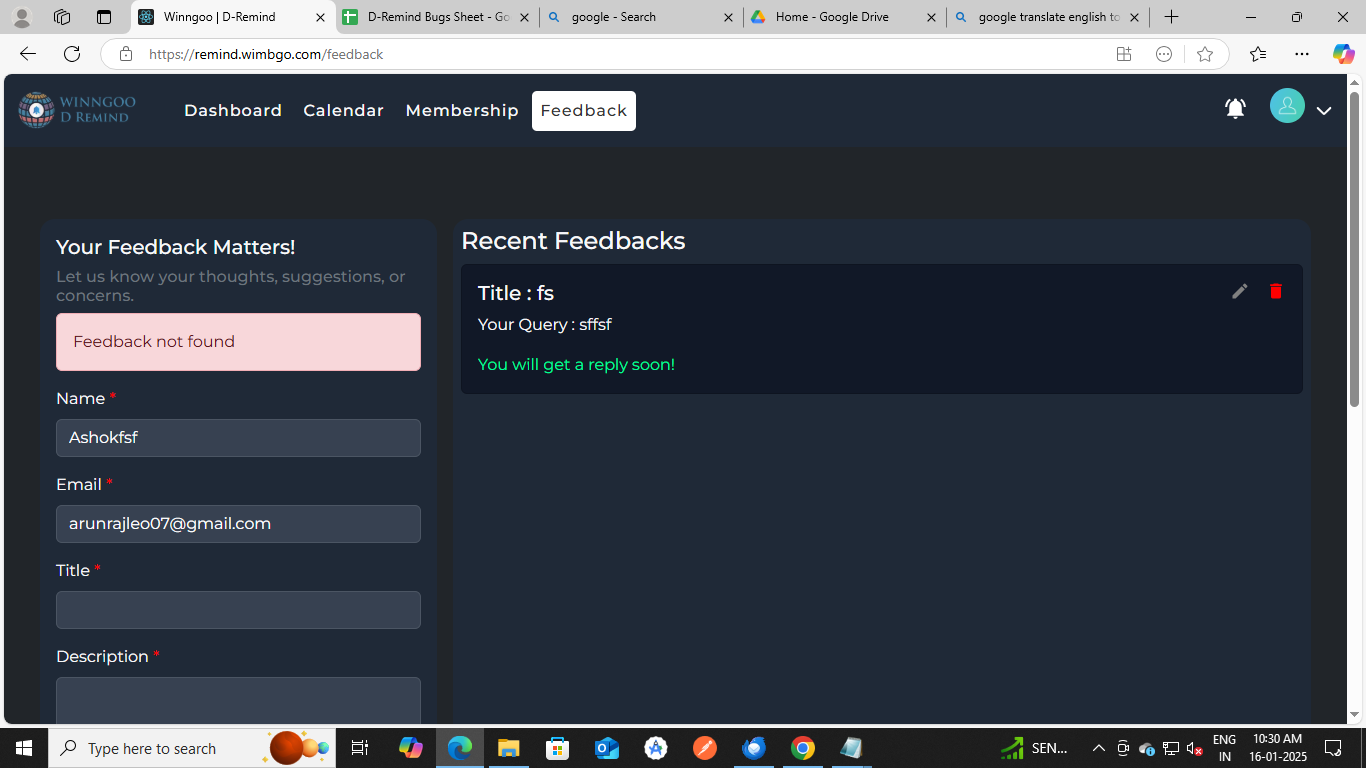 Winngoo | D-Remind
D-Remind Bugs Sheet - Go
google - Search
Home - Google Drive
google translate english to
https://remind.wimbgo.com/feedback
WINNGOO
D REMIND
Dashboard
Calendar
Membership
Feedback
Your Feedback Matters!
Let us know your thoughts, suggestions, or
concerns.
Feedback not found
Name *
Ashokfsf
Email *
arunrajleo07@gmail.com
Title *
Description *
Recent Feedbacks
Title : fs
Your Query : sffsf
You will get a reply soon!
Type here to search
SEN...
ENG
IN
10:30 AM
16-01-2025